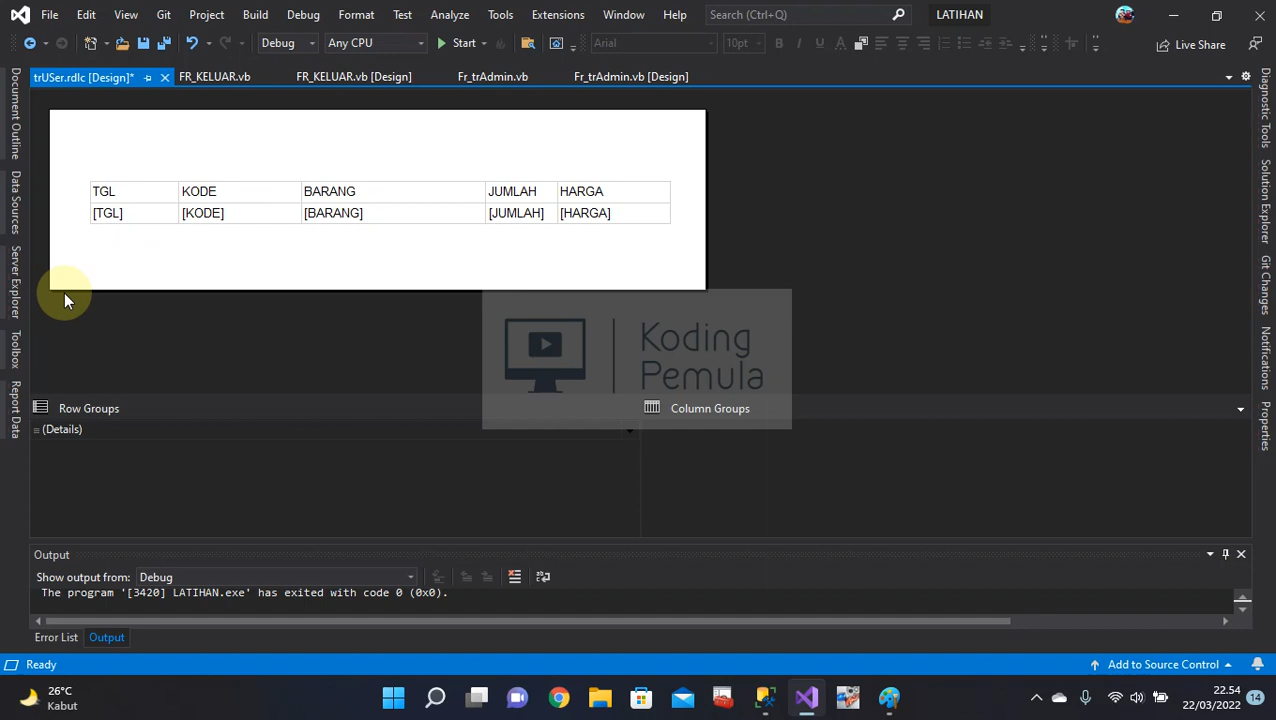 File Edit View Git Project Build Debug Format Test Analyze Tools Extensions Window Help Search (Ctrl+Q) LATIHAN
Debug Any CPU Start Arial 10pt Live Share
trUSer.rdlc [Design]* FR_KELUAR.vb FR_KELUAR.vb [Design] Fr_trAdmin.vb Fr_trAdmin.vb [Design]
Document Outline
Data Sources
Server Explorer
Toolbox
Report Data
TGL KODE BARANG JUMLAH HARGA
[TGL] [KODE] [BARANG] [JUMLAH] [HARGA]
Koding
Pemula
Row Groups Column Groups
(Details)
Diagnostic Tools
Solution Explorer
Git Changes
Notifications
Properties
Output
Show output from: Debug
The program '[3420] LATIHAN.exe' has exited with code 0 (0x0).
Error List Output
Ready Add to Source Control
26°C
Kabut
22.54
22/03/2022
14